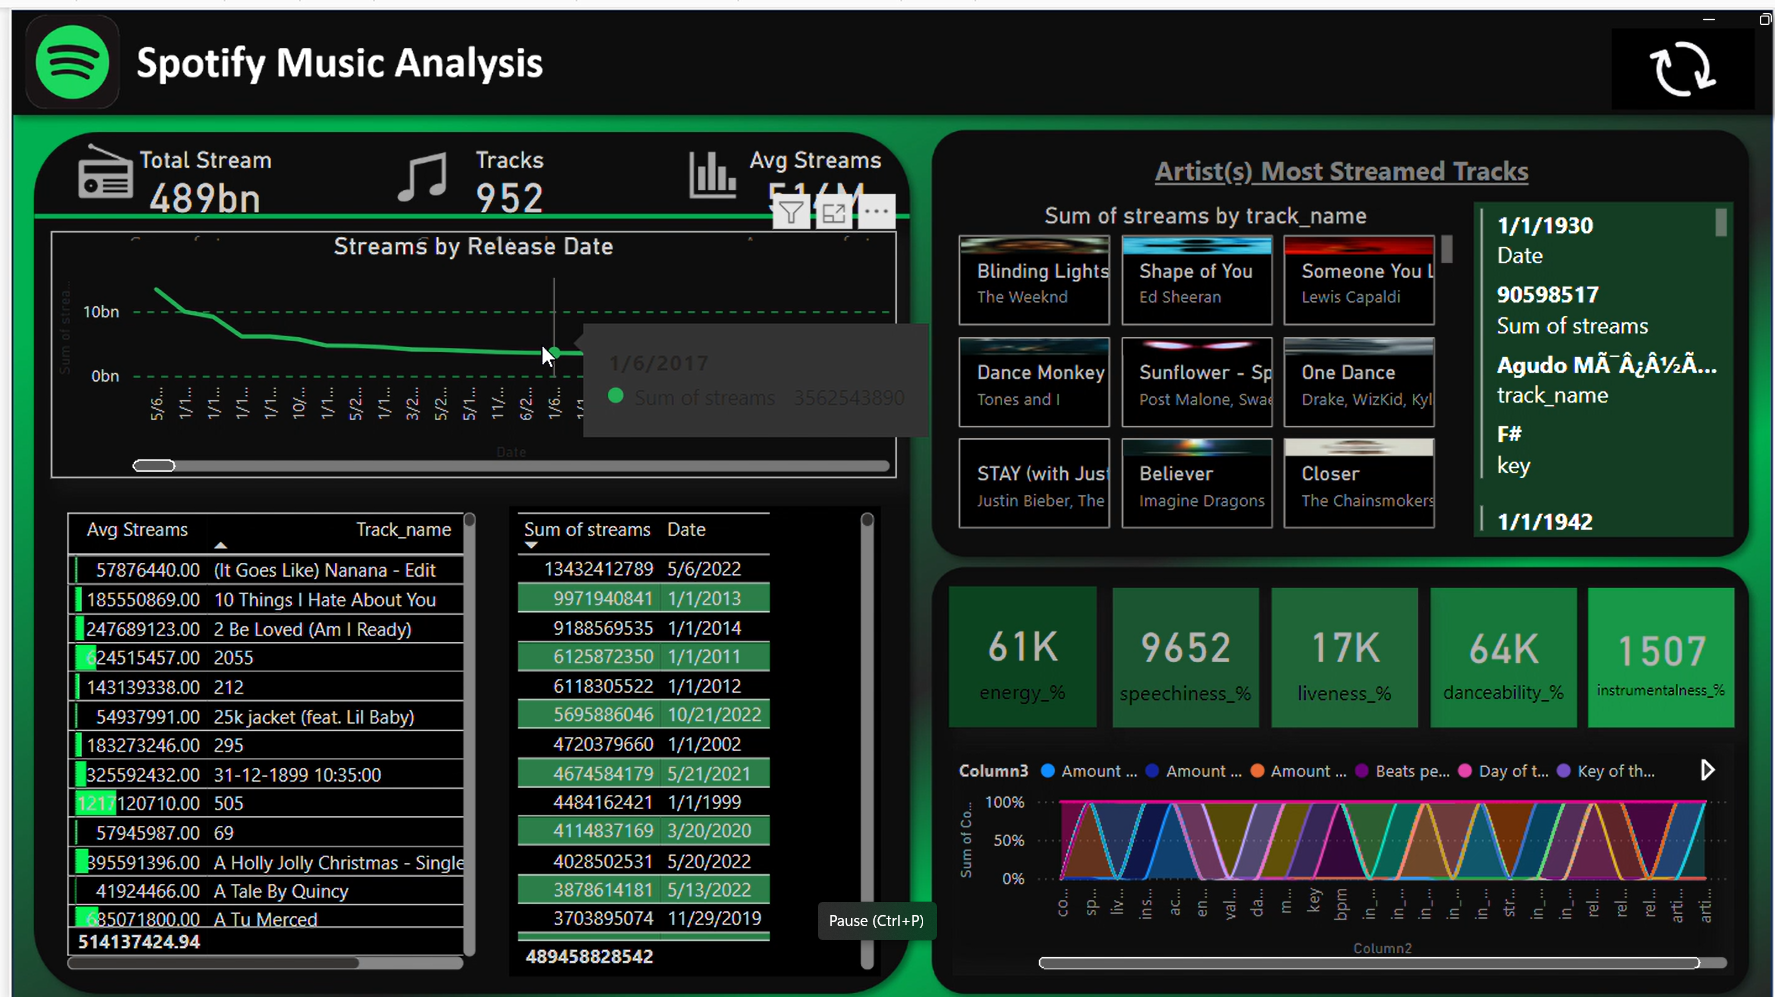 Spotify Music Analysis
Total Stream
489bn
Tracks
952
Avg Streams
514M
Streams by Release Date
Sum of strea...
10bn
0bn
5/6... 1/1... 1/1... 1/1... 1/1... 10/... 1/1... 5/2... 1/1... 3/2... 5/2... 5/1... 11/... 6/2... 1/6... 1/1
Date
1/6/2017
Sum of streams 3562543890
Avg Streams Track_name
57876440.00 (It Goes Like) Nanana - Edit
185550869.00 10 Things I Hate About You
247689123.00 2 Be Loved (Am I Ready)
624515457.00 2055
143139338.00 212
54937991.00 25k jacket (feat. Lil Baby)
183273246.00 295
325592432.00 31-12-1899 10:35:00
1217120710.00 505
57945987.00 69
395591396.00 A Holly Jolly Christmas - Single
41924466.00 A Tale By Quincy
685071800.00 A Tu Merced
514137424.94
Sum of streams Date
13432412789 5/6/2022
9971940841 1/1/2013
9188569535 1/1/2014
6125872350 1/1/2011
6118305522 1/1/2012
5695886046 10/21/2022
4720379660 1/1/2002
4674584179 5/21/2021
4484162421 1/1/1999
4114837169 3/20/2020
4028502531 5/20/2022
3878614181 5/13/2022
3703895074 11/29/2019
489458828542
Pause (Ctrl+P)
Artist(s) Most Streamed Tracks
Sum of streams by track_name
Blinding Lights
The Weeknd
Shape of You
Ed Sheeran
Someone You L
Lewis Capaldi
Dance Monkey
Tones and I
Sunflower - Sp
Post Malone, Swae
One Dance
Drake, WizKid, Kyl
STAY (with Just
Justin Bieber, The
Believer
Imagine Dragons
Closer
The Chainsmokers
1/1/1930
Date
90598517
Sum of streams
Agudo MÃ¯Â¿Â½Ã...
track_name
F#
key
1/1/1942
61K
energy_%
9652
speechiness_%
17K
liveness_%
64K
danceability_%
1507
instrumentalness_%
Column3 Amount ... Amount ... Amount ... Beats pe... Day of t... Key of th...
Sum of Co...
100%
50%
0%
co... sp... liv... ins... ac... en... val... da... m... key bpm in_... in_... in_... in_... in_... str... in_... in_... rel... rel... rel... arti... arti...
Column2